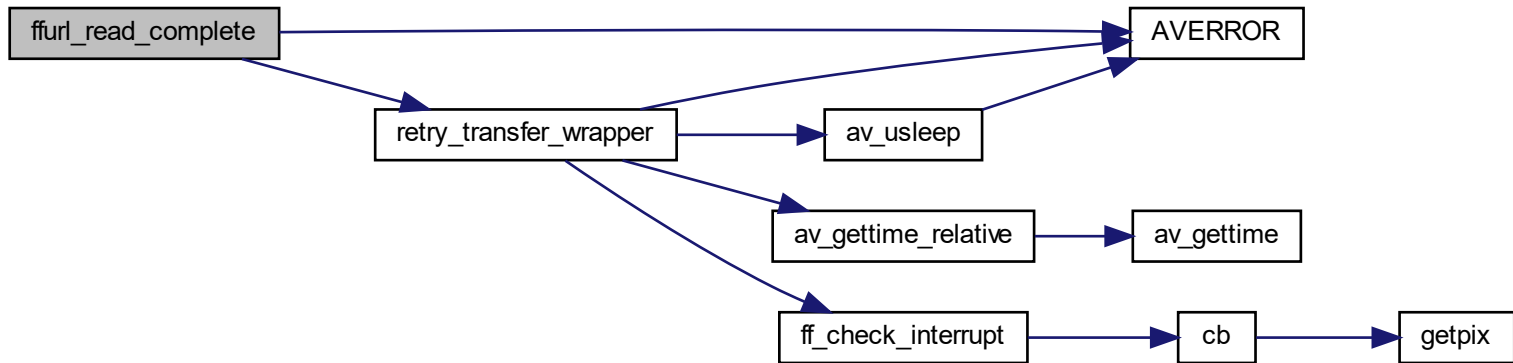 ffurl_read_complete
AVERROR
retry_transfer_wrapper
av_usleep
av_gettime_relative
av_gettime
ff_check_interrupt
cb
getpix